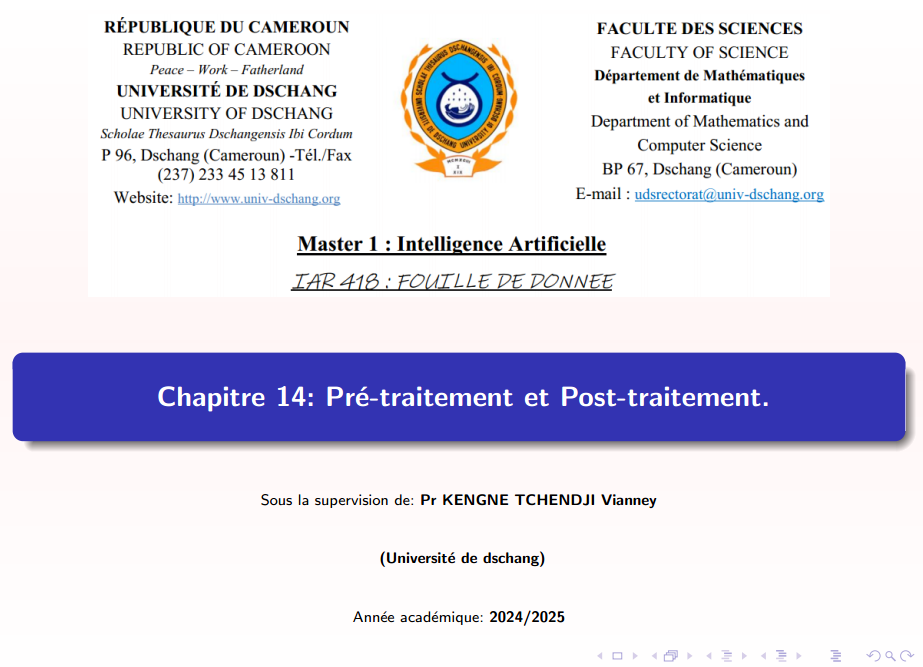 RÉPUBLIQUE DU CAMEROUN
REPUBLIC OF CAMEROON
Peace – Work – Fatherland
UNIVERSITÉ DE DSCHANG
UNIVERSITY OF DSCHANG
Scholae Thesaurus Dschangensis Ibi Cordum
P 96, Dschang (Cameroun) -Tél./Fax
(237) 233 45 13 811
Website: http://www.univ-dschang.org
SCHOLAE THESAURUS DSCHANGENSIS IBI CORDUM
UNIVERSITE DE DSCHANG UNIVERSITY OF DSCHANG
FACULTE DES SCIENCES
FACULTY OF SCIENCE
Département de Mathématiques
et Informatique
Department of Mathematics and
Computer Science
BP 67, Dschang (Cameroun)
E-mail : udsrectorat@univ-dschang.org
Master 1 : Intelligence Artificielle
IAR 418 : FOUILLE DE DONNEE
Chapitre 14: Pré-traitement et Post-traitement.
Sous la supervision de: Pr KENGNE TCHENDJI Vianney
(Université de dschang)
Année académique: 2024/2025